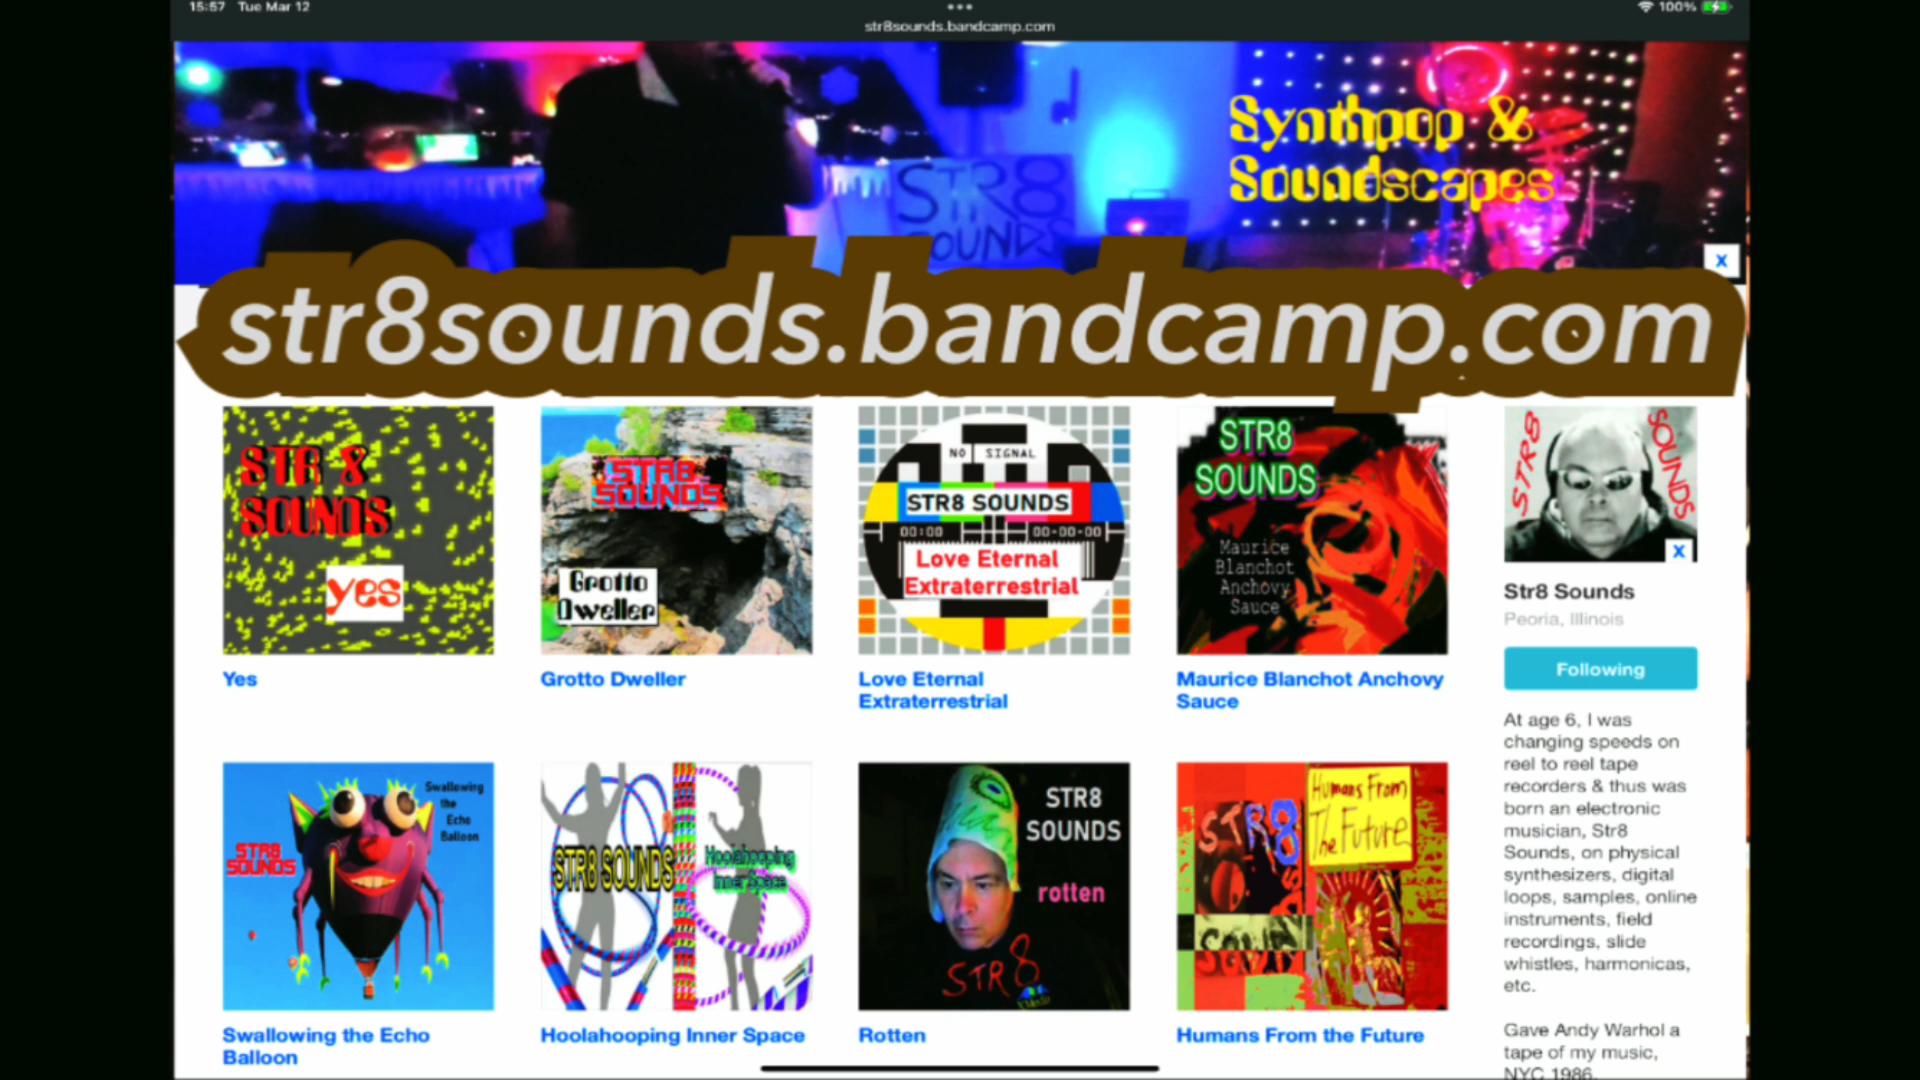 15:57 Tue Mar 12
100%
str8sounds.bandcamp.com
Synthpop &
Soundscapes
STR8
SOUNDS
X
str8sounds.bandcamp.com
STR 8
SOUNDS
yes
Yes
STR8
SOUNDS
Grotto
Dweller
Grotto Dweller
NO SIGNAL
STR8 SOUNDS
00:00 00-00-00
Love Eternal
Extraterrestrial
Love Eternal
Extraterrestrial
STR8
SOUNDS
Maurice
Blanchot
Anchovy
Sauce
Maurice Blanchot Anchovy
Sauce
STR8 SOUNDS
X
Str8 Sounds
Peoria, Illinois
Following
At age 6, I was
changing speeds on
reel to reel tape
recorders & thus was
born an electronic
musician, Str8
Sounds, on physical
synthesizers, digital
loops, samples, online
instruments, field
recordings, slide
whistles, harmonicas,
etc.
Gave Andy Warhol a
tape of my music,
NYC 1986.
Swallowing
the
Echo
Balloon
STR8
SOUNDS
Swallowing the Echo
Balloon
STR8 SOUNDS
Hoolahooping
Inner Space
Hoolahooping Inner Space
STR8
SOUNDS
rotten
STR8
Rotten
Humans From
The Future
STR8
Humans From the Future